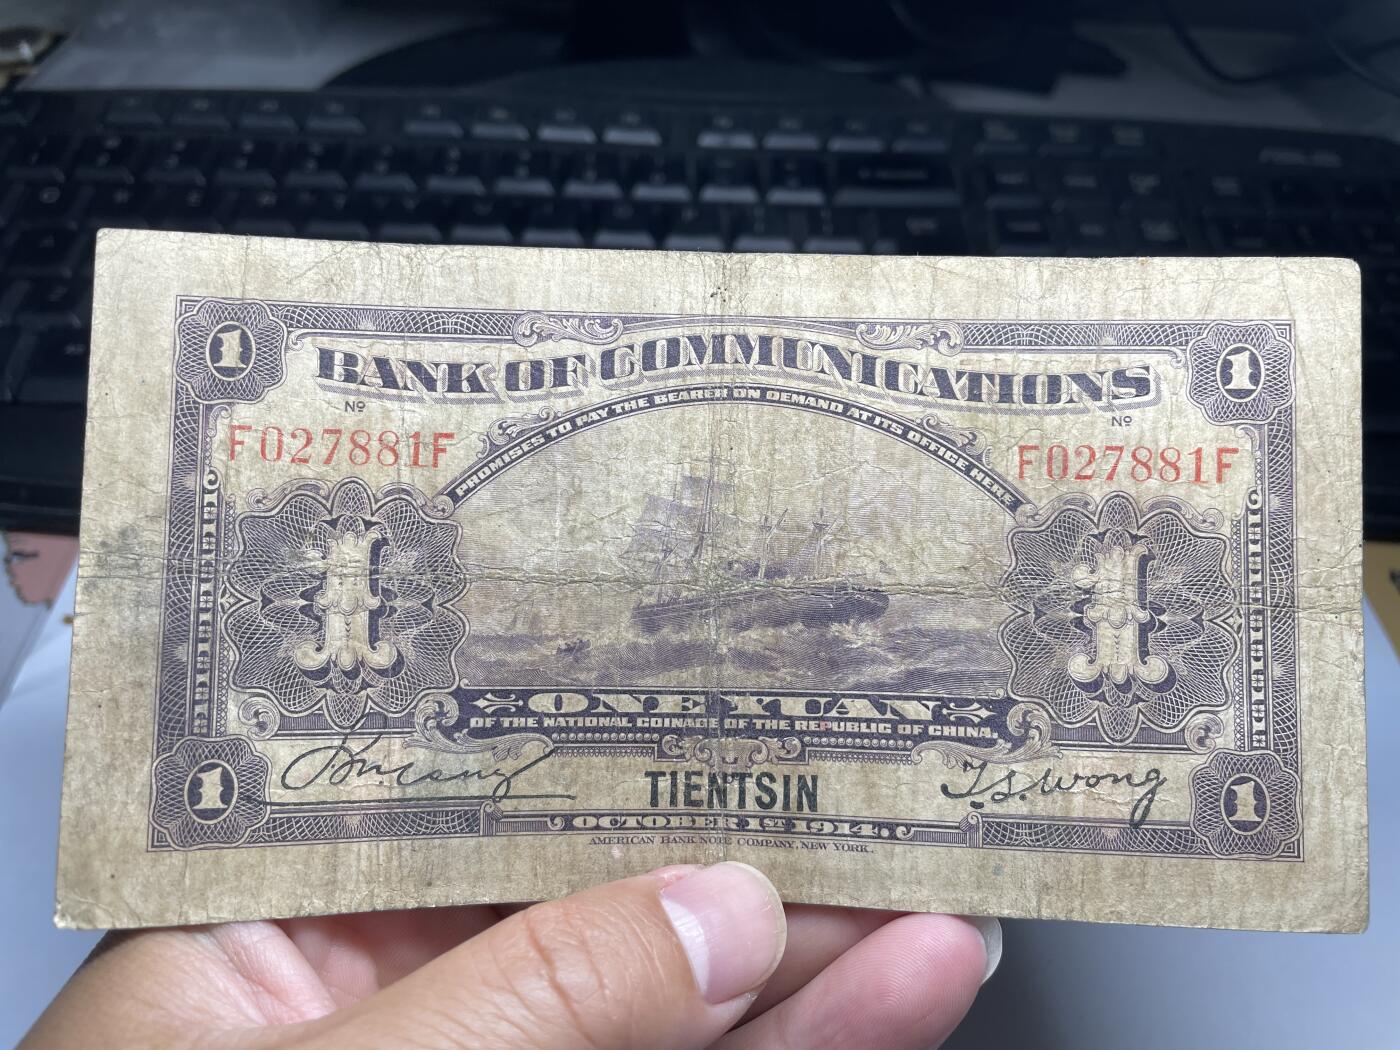 1
1
BANK OF COMMUNICATIONS
Nº
Nº
PROMISES TO PAY THE BEARER ON DEMAND AT ITS OFFICE HERE
F027881F
F027881F
1
1
ONE YUAN
OF THE NATIONAL COINAGE OF THE REPUBLIC OF CHINA.
TIENTSIN
T.S. Wong
1
1
OCTOBER 1ST 1914.
AMERICAN BANK NOTE COMPANY, NEW YORK.